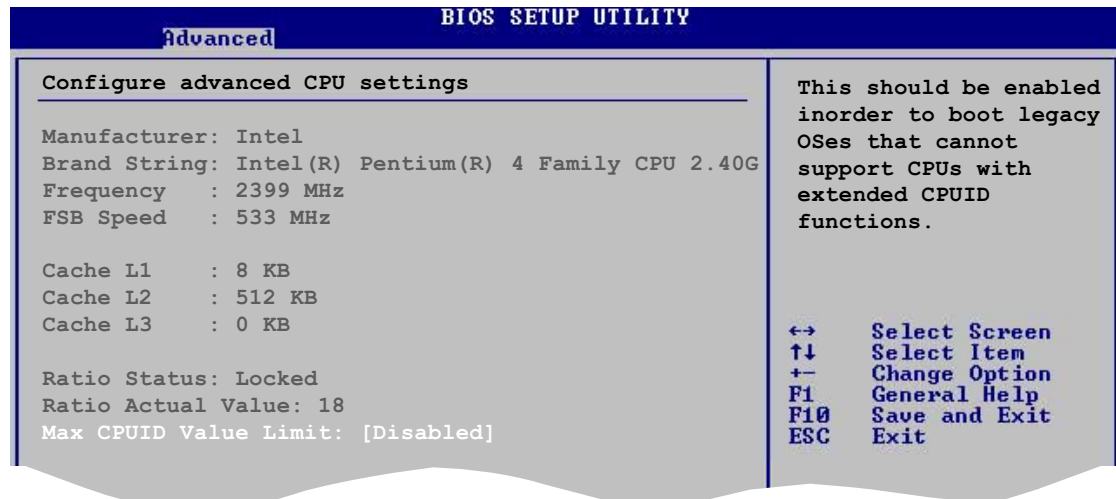 BIOS SETUP UTILITY
Advanced
Configure advanced CPU settings
Manufacturer: Intel
Brand String: Intel(R) Pentium(R) 4 Family CPU 2.40G
Frequency : 2399 MHz
FSB Speed : 533 MHz
Cache L1 : 8 KB
Cache L2 : 512 KB
Cache L3 : 0 KB
Ratio Status: Locked
Ratio Actual Value: 18
Max CPUID Value Limit: [Disabled]
This should be enabled
inorder to boot legacy
OSes that cannot
support CPUs with
extended CPUID
functions.
←→ Select Screen
↑↓ Select Item
+- Change Option
F1 General Help
F10 Save and Exit
ESC Exit